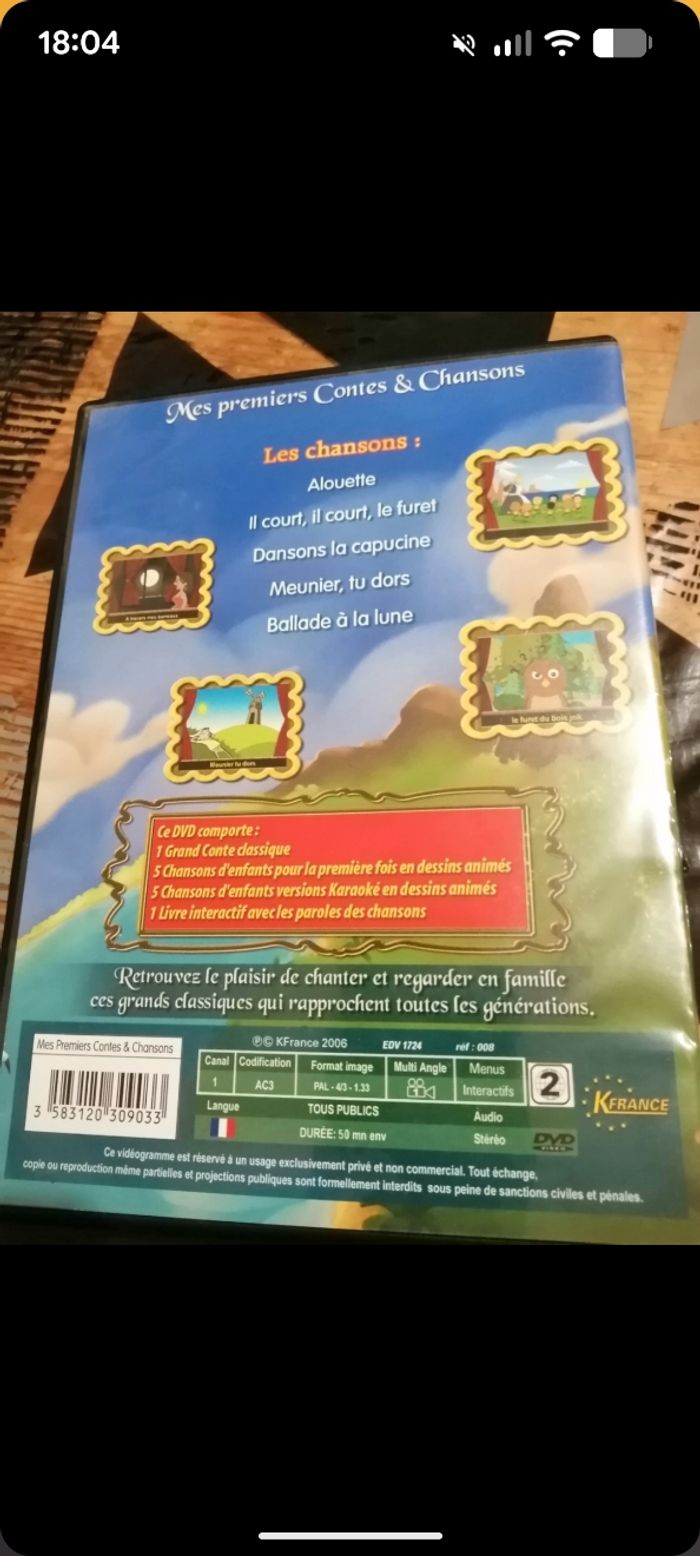 18:04
Mes premiers Contes & Chansons
Les chansons :
Alouette
Il court, il court, le furet
Dansons la capucine
Meunier, tu dors
Ballade à la lune
Meunier tu dors
le furet du bois joli
Ce DVD comporte :
1 Grand Conte classique
5 Chansons d'enfants pour la première fois en dessins animés
5 Chansons d'enfants versions Karaoké en dessins animés
1 Livre interactif avec les paroles des chansons
Retrouvez le plaisir de chanter et regarder en famille
ces grands classiques qui rapprochent toutes les générations.
Mes Premiers Contes & Chansons
3 583120 309033
℗© KFrance 2006 EDV 1724 réf : 008
Canal Codification Format image Multi Angle Menus
1 AC3 PAL - 4/3 - 1.33 1 Interactifs
Langue TOUS PUBLICS Audio
DURÉE: 50 mn env Stéréo
2
KFRANCE
DVD
VIDEO
Ce vidéogramme est réservé à un usage exclusivement privé et non commercial. Tout échange,
copie ou reproduction même partielles et projections publiques sont formellement interdits sous peine de sanctions civiles et pénales.